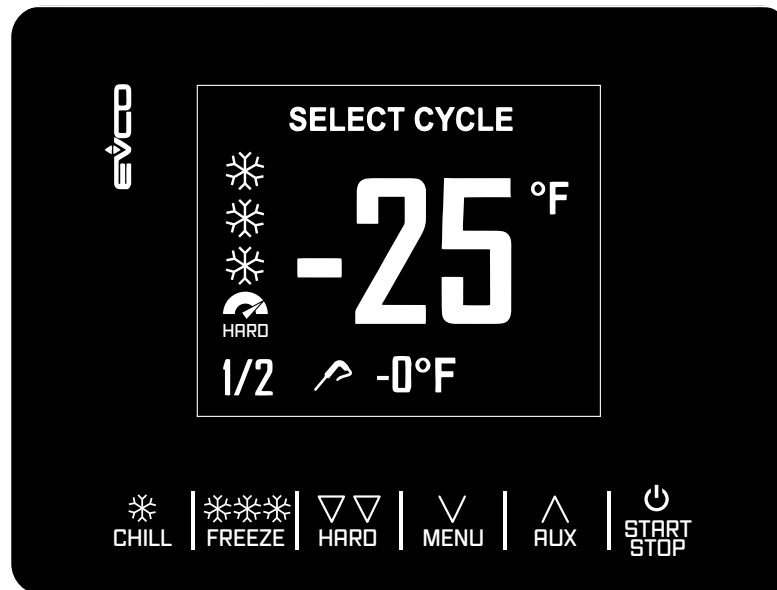 EVCO
SELECT CYCLE
-25 °F
HARD
1/2 -0°F
CHILL
FREEZE
HARD
MENU
AUX
START
STOP